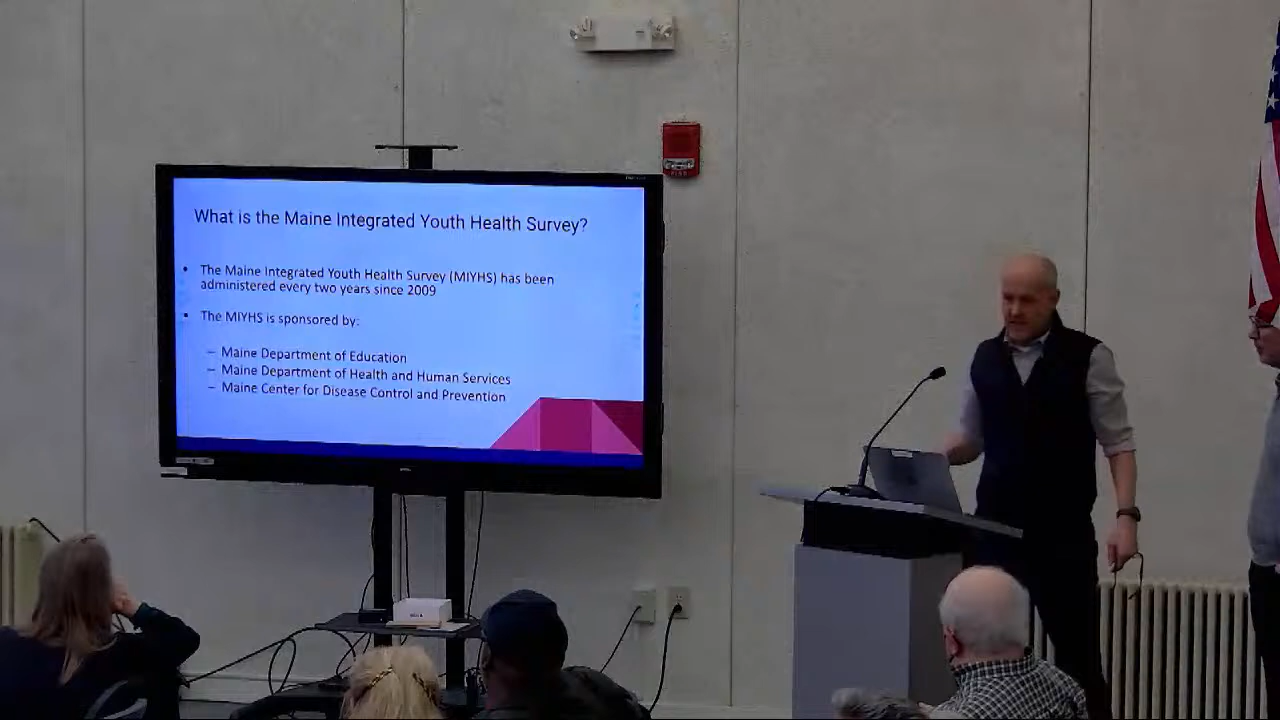 What is the Maine Integrated Youth Health Survey?
• The Maine Integrated Youth Health Survey (MIYHS) has been
administered every two years since 2009
• The MIYHS is sponsored by:
– Maine Department of Education
– Maine Department of Health and Human Services
– Maine Center for Disease Control and Prevention